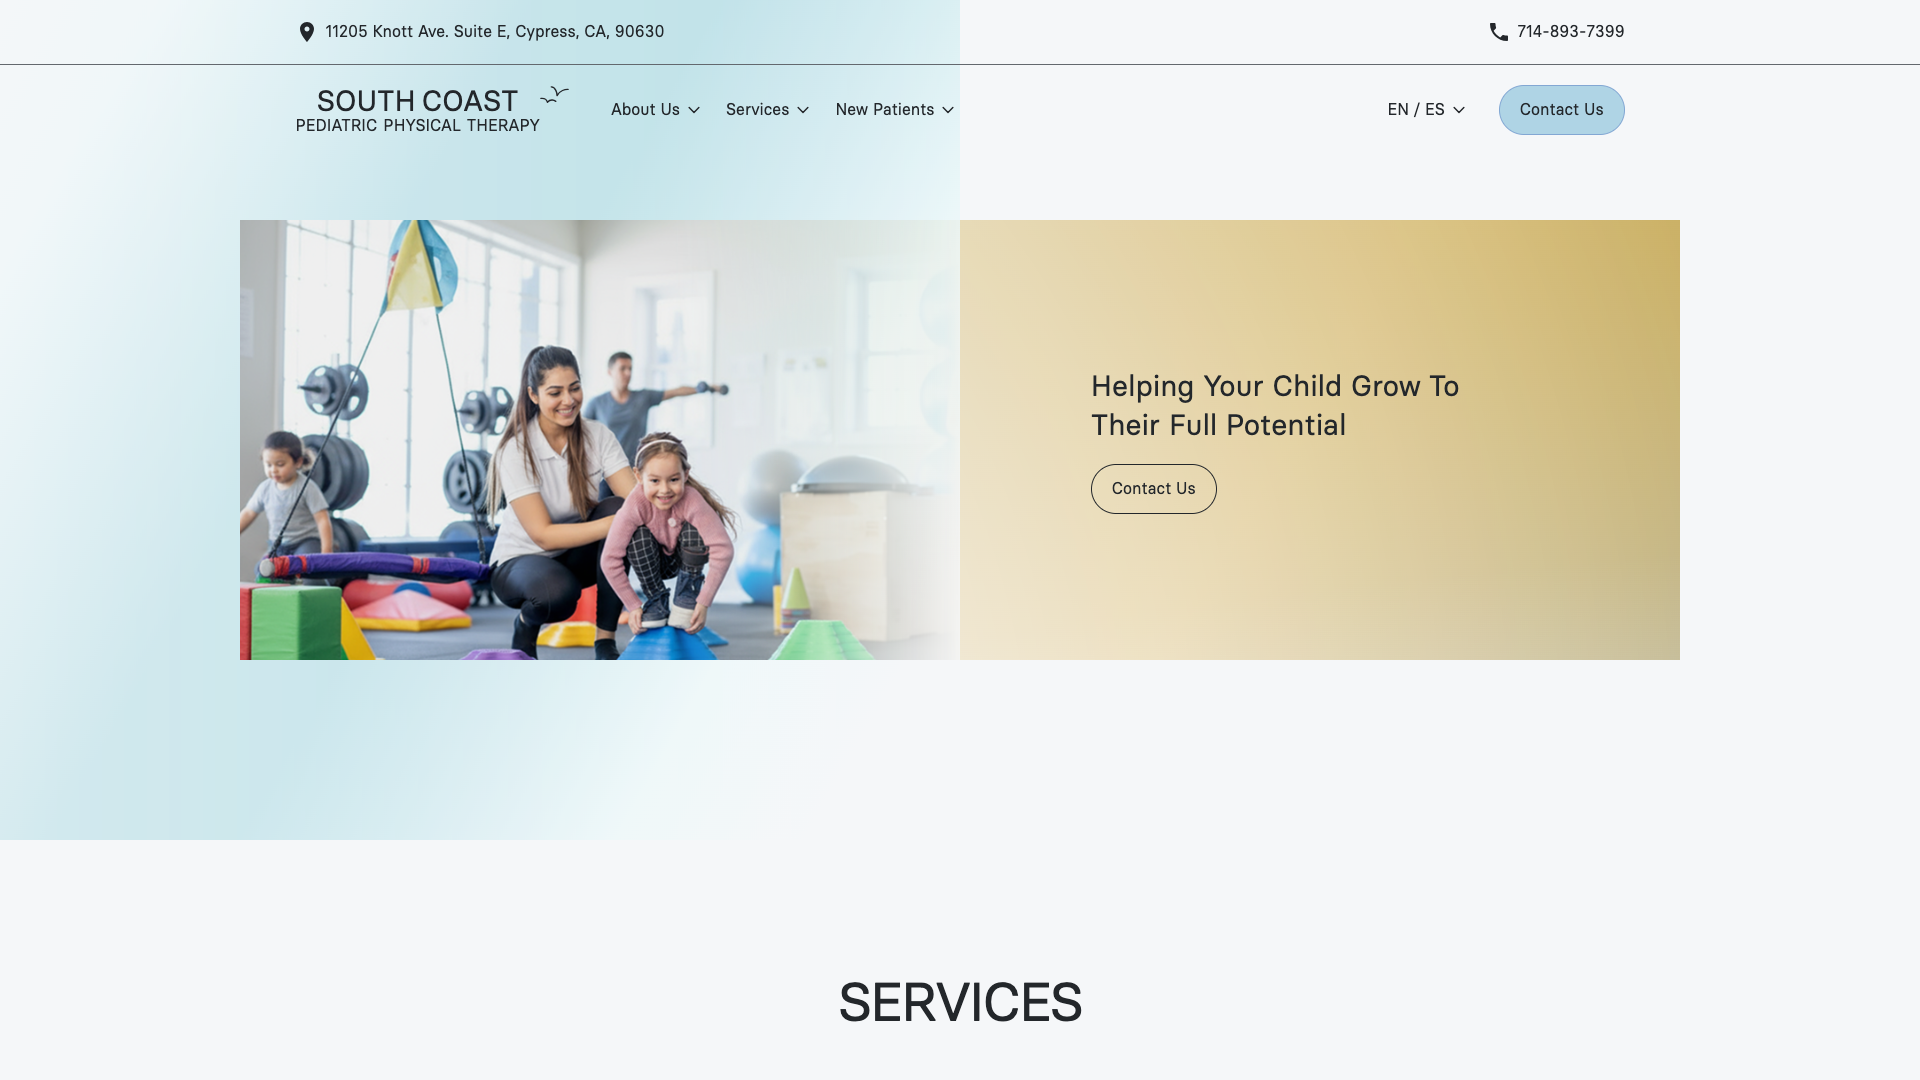 11205 Knott Ave. Suite E, Cypress, CA, 90630
714-893-7399
SOUTH COAST
PEDIATRIC PHYSICAL THERAPY
About Us
Services
New Patients
EN / ES
Contact Us
Helping Your Child Grow To
Their Full Potential
Contact Us
SERVICES